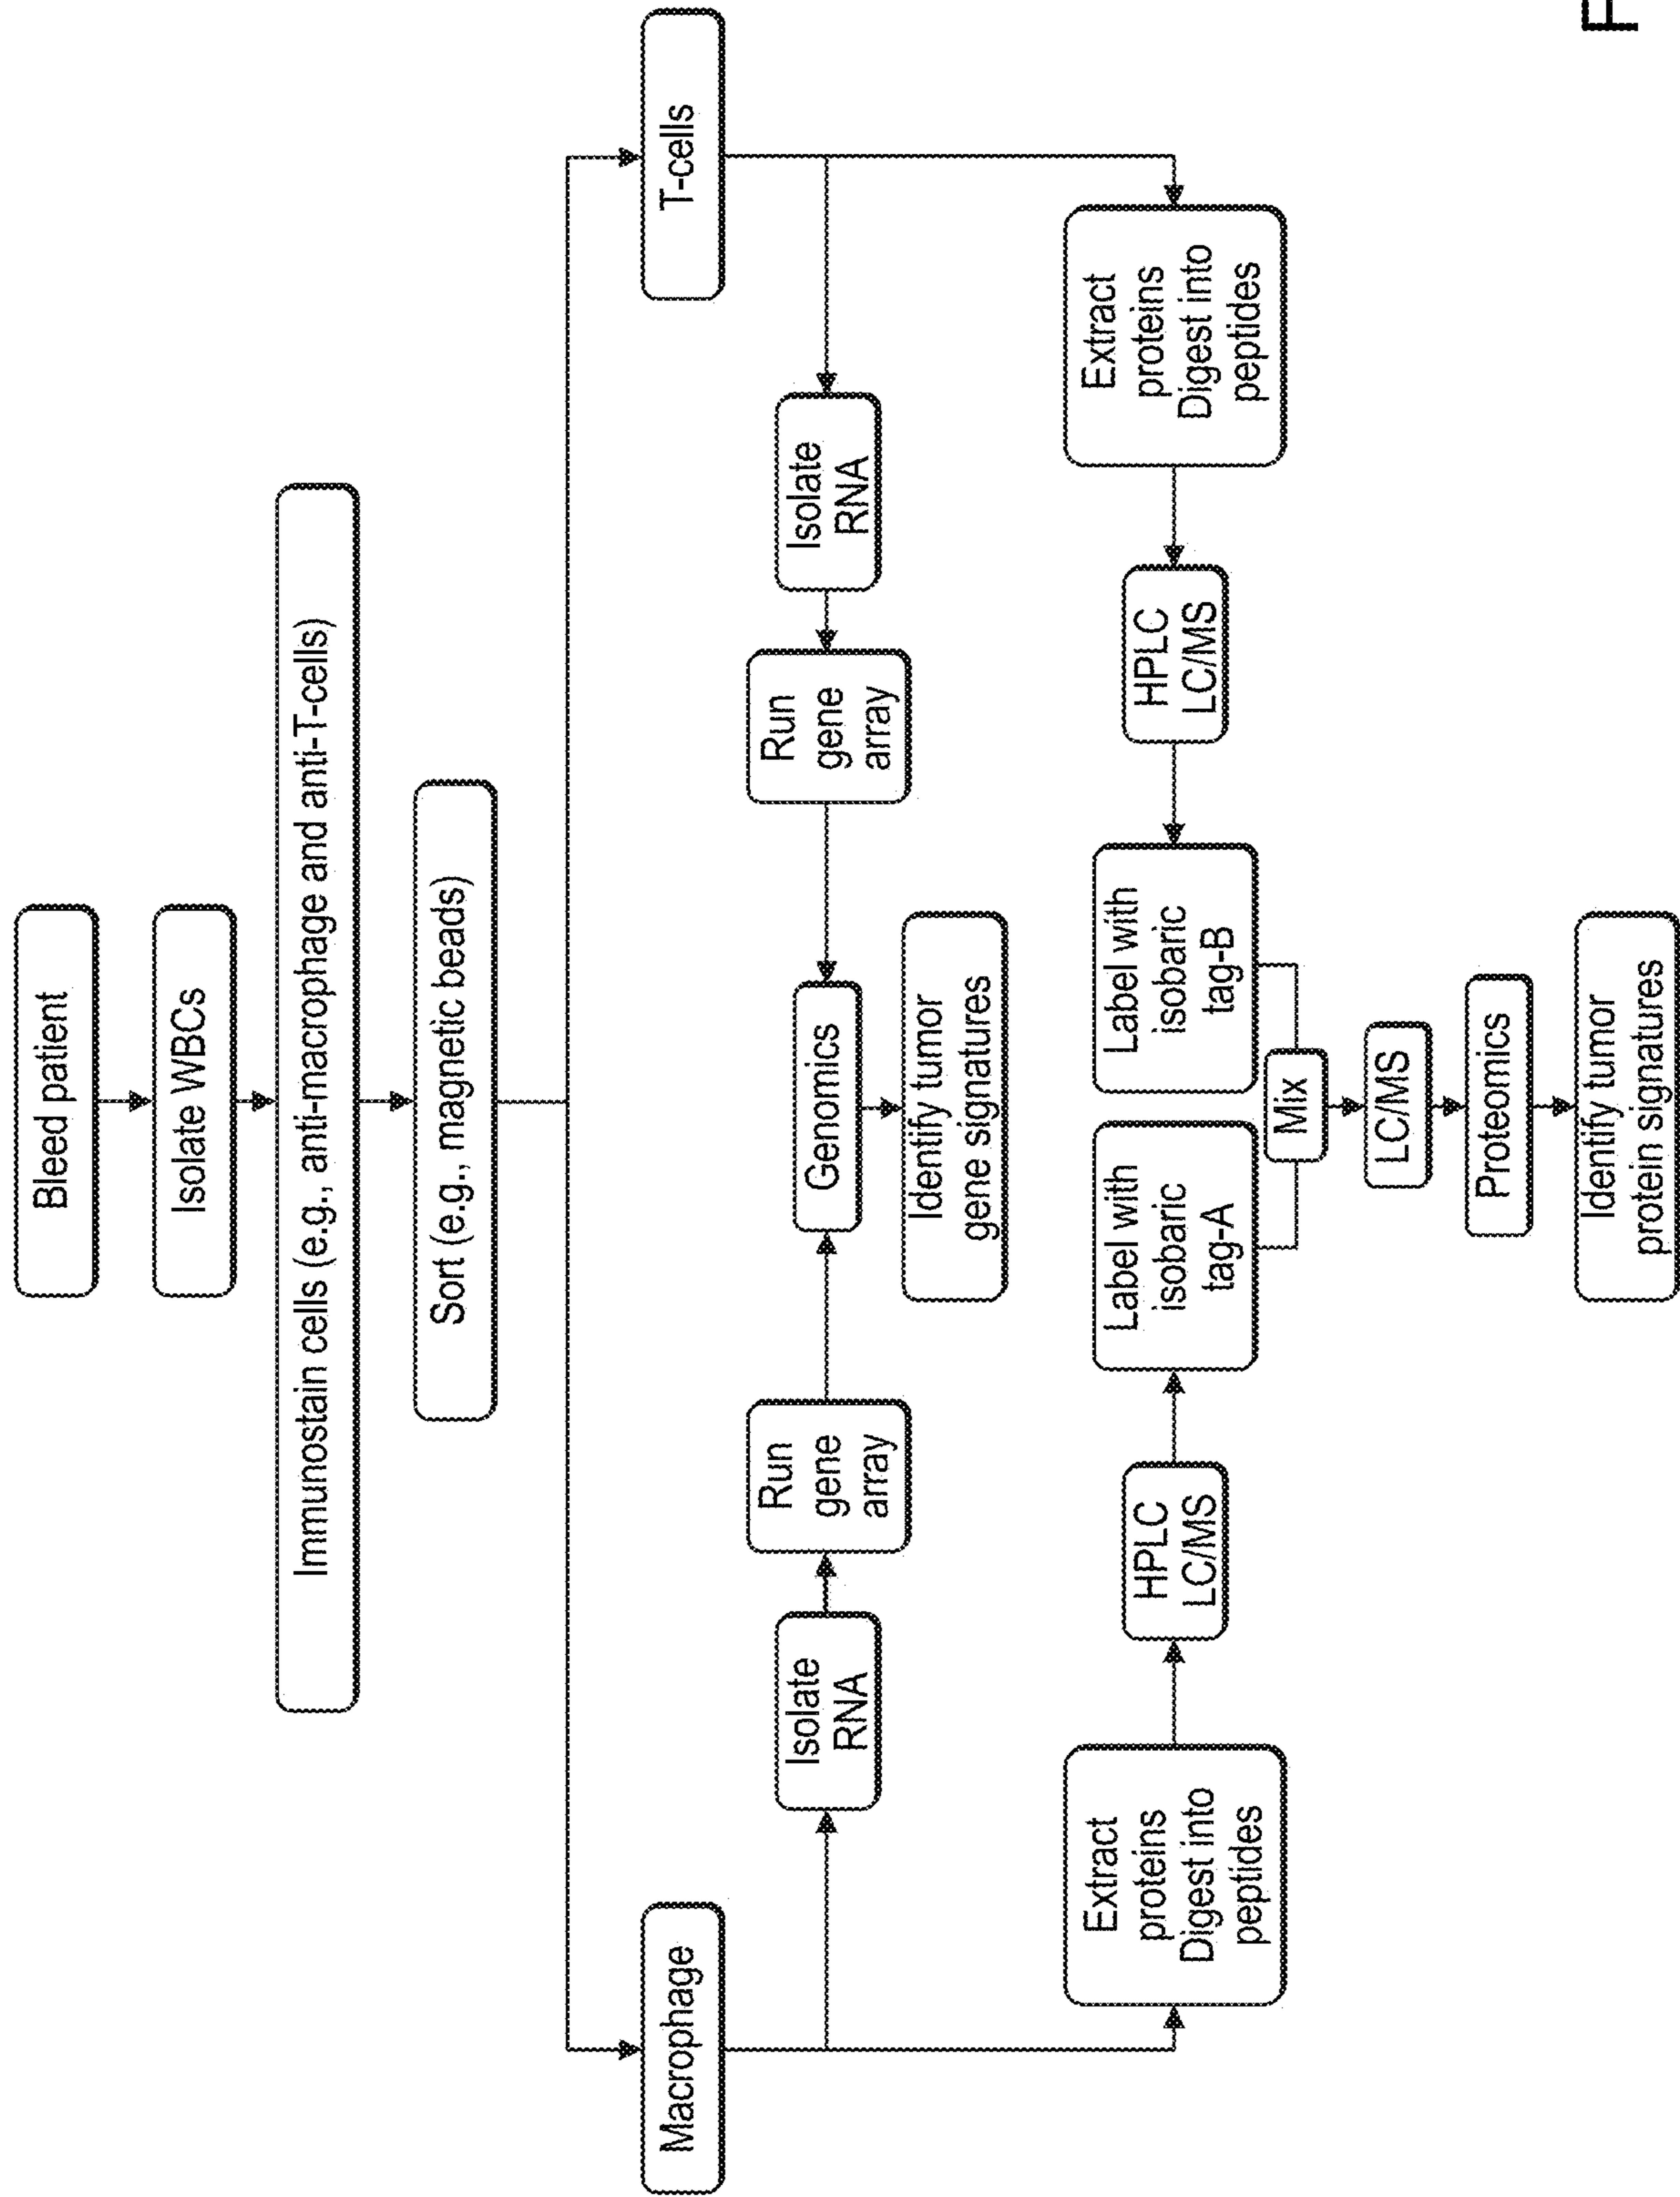 Bleed patient
Isolate WBCs
Immunostain cells (e.g., anti-macrophage and anti-T-cells)
Sort (e.g., magnetic beads)
Macrophage
T-cells
Isolate
RNA
Run
gene
array
Genomics
Run
gene
array
Isolate
RNA
Identify tumor
gene signatures
Extract
proteins
Digest into
peptides
HPLC
LC/MS
Label with
isobaric
tag-A
Label with
isobaric
tag-B
HPLC
LC/MS
Extract
proteins
Digest into
peptides
Mix
LC/MS
Proteomics
Identify tumor
protein signatures